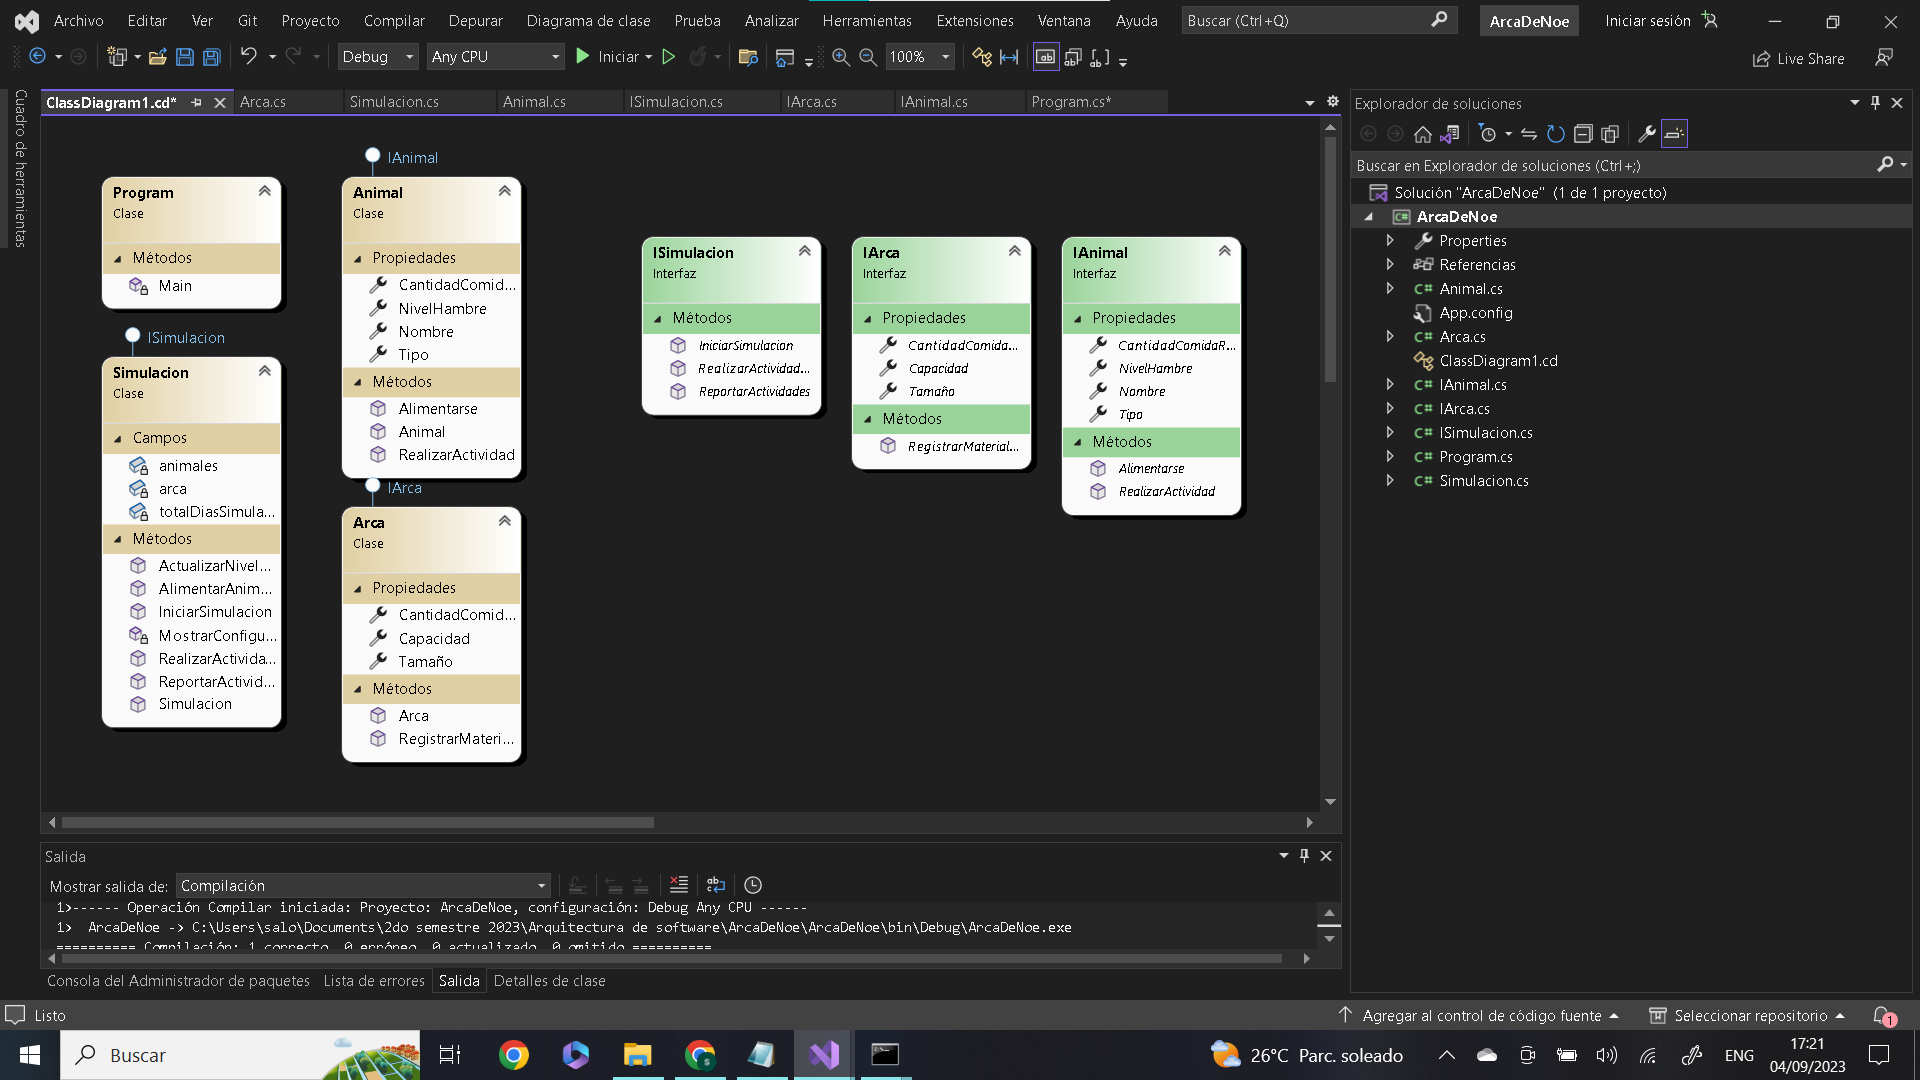 Archivo Editar Ver Git Proyecto Compilar Depurar Diagrama de clase Prueba Analizar Herramientas Extensiones Ventana Ayuda Buscar (Ctrl+Q) ArcaDeNoe Iniciar sesión
Debug Any CPU Iniciar 100% Live Share
Cuadro de herramientas
ClassDiagram1.cd* Arca.cs Simulacion.cs Animal.cs ISimulacion.cs IArca.cs IAnimal.cs Program.cs*
Program
Clase
Métodos
Main
ISimulacion
Simulacion
Clase
Campos
animales
arca
totalDiasSimula...
Métodos
ActualizarNivel...
AlimentarAnim...
IniciarSimulacion
MostrarConfigu...
RealizarActivida...
ReportarActivid...
Simulacion
IAnimal
Animal
Clase
Propiedades
CantidadComid...
NivelHambre
Nombre
Tipo
Métodos
Alimentarse
Animal
RealizarActividad
IArca
Arca
Clase
Propiedades
CantidadComid...
Capacidad
Tamaño
Métodos
Arca
RegistrarMateri...
ISimulacion
Interfaz
Métodos
IniciarSimulacion
RealizarActividad...
ReportarActividades
IArca
Interfaz
Propiedades
CantidadComida...
Capacidad
Tamaño
Métodos
RegistrarMaterial...
IAnimal
Interfaz
Propiedades
CantidadComidaR...
NivelHambre
Nombre
Tipo
Métodos
Alimentarse
RealizarActividad
Explorador de soluciones
Buscar en Explorador de soluciones (Ctrl+;)
Solución "ArcaDeNoe" (1 de 1 proyecto)
ArcaDeNoe
Properties
Referencias
C# Animal.cs
App.config
C# Arca.cs
ClassDiagram1.cd
C# IAnimal.cs
C# IArca.cs
C# ISimulacion.cs
C# Program.cs
C# Simulacion.cs
Salida
Mostrar salida de: Compilación
1>------ Operación Compilar iniciada: Proyecto: ArcaDeNoe, configuración: Debug Any CPU ------
1>  ArcaDeNoe -> C:\Users\salo\Documents\2do semestre 2023\Arquitectura de software\ArcaDeNoe\ArcaDeNoe\bin\Debug\ArcaDeNoe.exe
========== Compilación: 1 correcto, 0 erróneo, 0 actualizado, 0 omitido ==========
Consola del Administrador de paquetes Lista de errores Salida Detalles de clase
Listo Agregar al control de código fuente Seleccionar repositorio 1
Buscar 26°C Parc. soleado ENG 17:21
04/09/2023